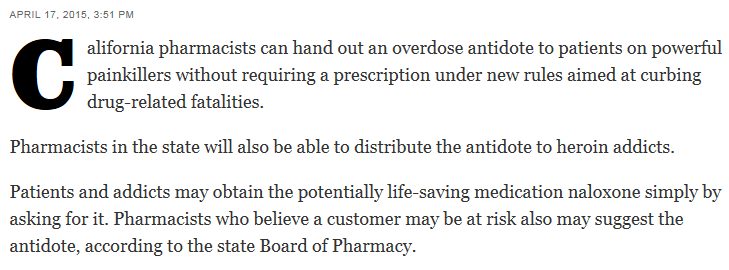 APRIL 17, 2015, 3:51 PM
California pharmacists can hand out an overdose antidote to patients on powerful
painkillers without requiring a prescription under new rules aimed at curbing
drug-related fatalities.
Pharmacists in the state will also be able to distribute the antidote to heroin addicts.
Patients and addicts may obtain the potentially life-saving medication naloxone simply by
asking for it. Pharmacists who believe a customer may be at risk also may suggest the
antidote, according to the state Board of Pharmacy.